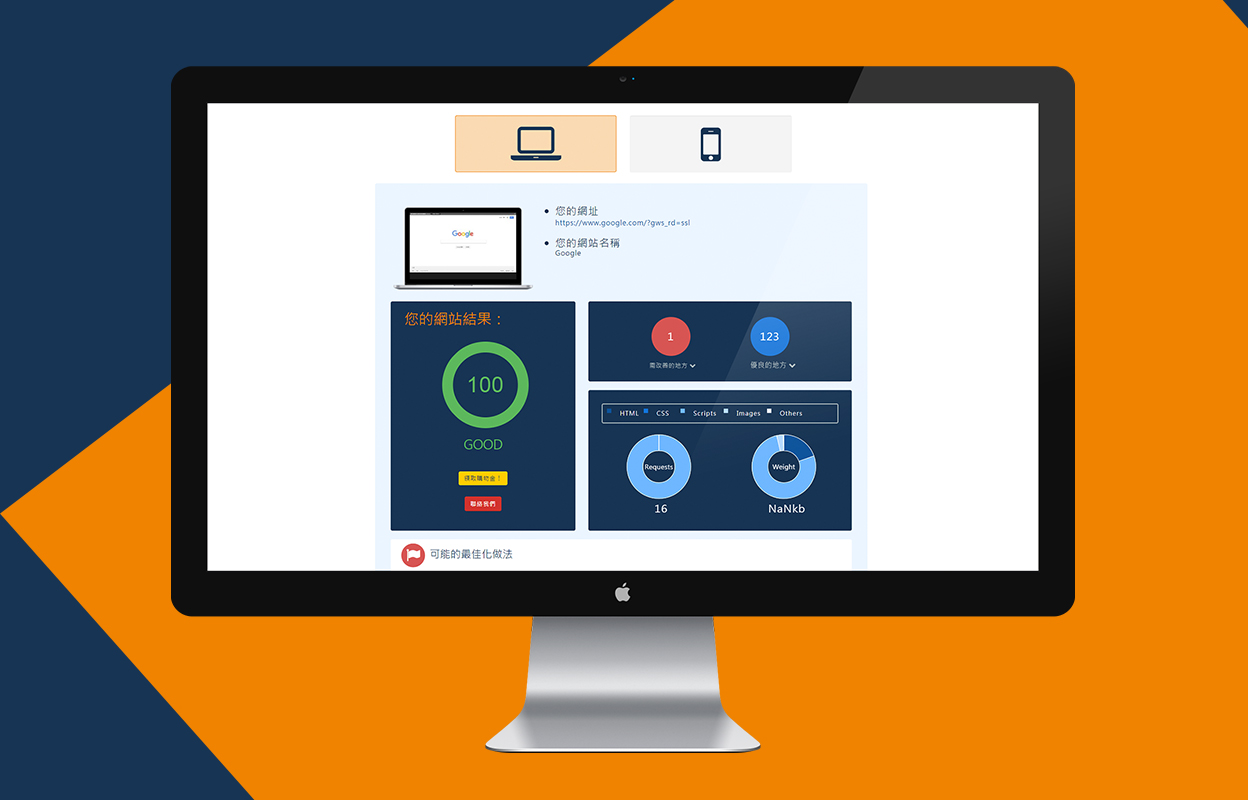 Google
您的網址
https://www.google.com/?gws_rd=ssl
您的網站名稱
Google
您的網站結果：
100
GOOD
領取購物金！
聯絡我們
1
需改善的地方
123
優良的地方
HTML CSS Scripts Images Others
Requests
16
Weight
NaNkb
可能的最佳化做法